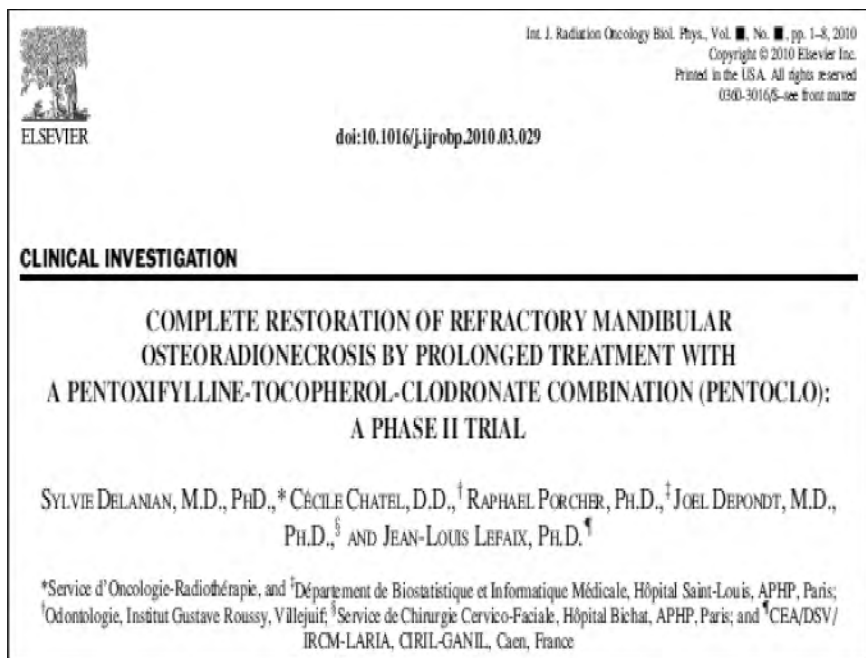 Int. J. Radiation Oncology Biol. Phys., Vol. ■, No. ■, pp. 1–8, 2010
Copyright © 2010 Elsevier Inc.
Printed in the USA. All rights reserved
0360-3016/$–see front matter
ELSEVIER
doi:10.1016/j.ijrobp.2010.03.029
CLINICAL INVESTIGATION
COMPLETE RESTORATION OF REFRACTORY MANDIBULAR
OSTEORADIONECROSIS BY PROLONGED TREATMENT WITH
A PENTOXIFYLLINE-TOCOPHEROL-CLODRONATE COMBINATION (PENTOCLO):
A PHASE II TRIAL
SYLVIE DELANIAN, M.D., PHD.,* CÉCILE CHATEL, D.D.,† RAPHAEL PORCHER, PH.D.,‡ JOEL DEPONDT, M.D.,
PH.D.,§ AND JEAN-LOUIS LEFAIX, PH.D.¶
*Service d'Oncologie-Radiothérapie, and ‡Département de Biostatistique et Informatique Médicale, Hôpital Saint-Louis, APHP, Paris;
†Odontologie, Institut Gustave Roussy, Villejuif; §Service de Chirurgie Cervico-Faciale, Hôpital Bichat, APHP, Paris; and ¶CEA/DSV/
IRCM-LARIA, CIRIL-GANIL, Caen, France